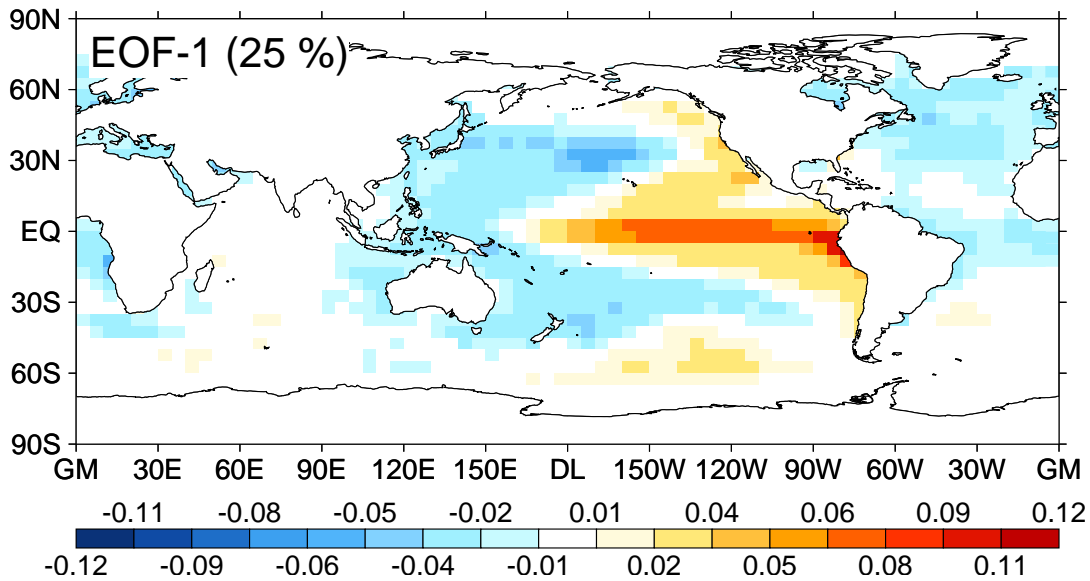 90N
EOF-1 (25 %)
60N
30N
EQ
30S
60S
90S
GM 30E 60E 90E 120E 150E DL 150W 120W 90W 60W 30W GM
-0.11 -0.08 -0.05 -0.02 0.01 0.04 0.06 0.09 0.12
-0.12 -0.09 -0.06 -0.04 -0.01 0.02 0.05 0.08 0.11